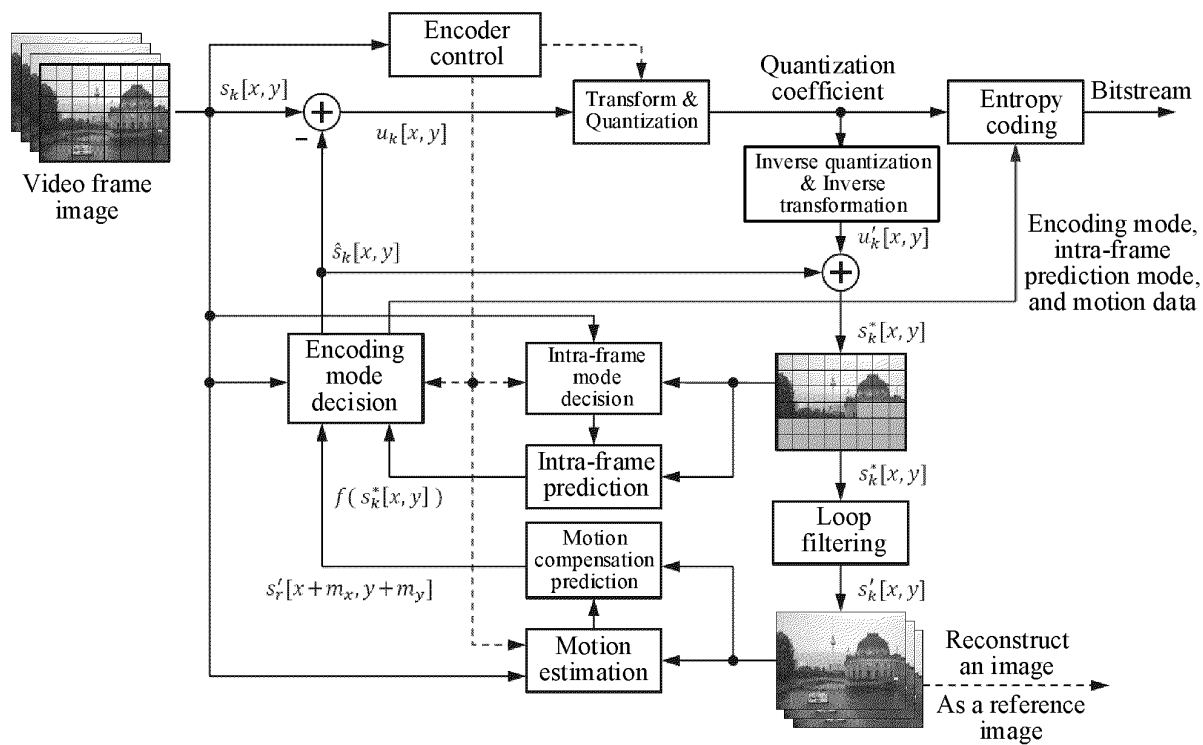 Encoder
control
s_k[x, y]
+
−
u_k[x, y]
Transform &
Quantization
Quantization
coefficient
Entropy
coding
Bitstream
Video frame
image
Inverse quantization
& Inverse
transformation
u′_k[x, y]
ŝ_k[x, y]
+
Encoding mode,
intra-frame
prediction mode,
and motion data
s*_k[x, y]
Encoding
mode
decision
Intra-frame
mode
decision
Intra-frame
prediction
f( s*_k[x, y] )
s*_k[x, y]
Loop
filtering
Motion
compensation
prediction
s′_r[x+m_x, y+m_y]
s′_k[x, y]
Motion
estimation
Reconstruct
an image
As a reference
image